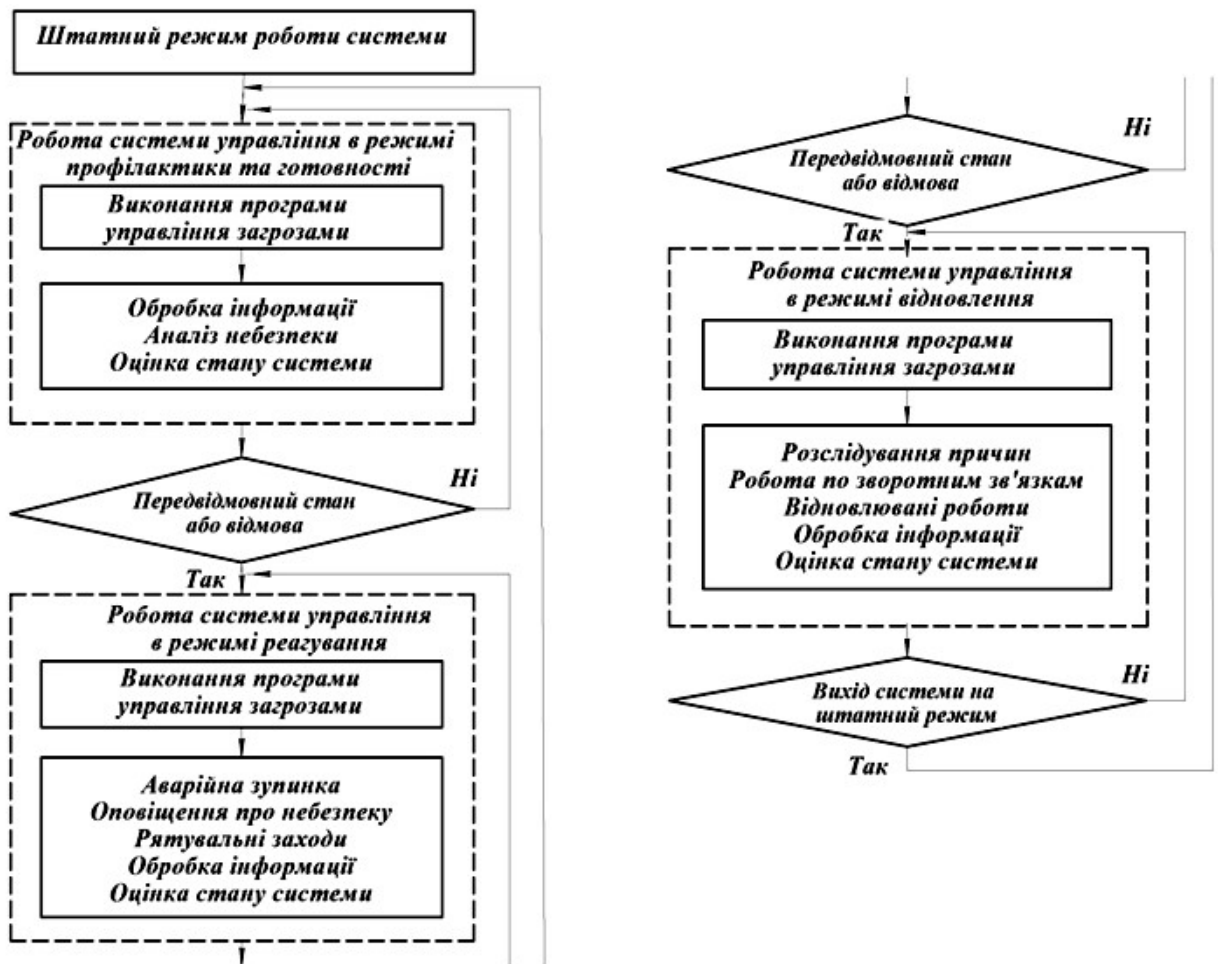 Штатний режим роботи системи
Робота системи управління в режимі
профілактики та готовності
Виконання програми
управління загрозами
Обробка інформації
Аналіз небезпеки
Оцінка стану системи
Передвідмовний стан
або відмова
Ні
Так
Робота системи управління
в режимі реагування
Виконання програми
управління загрозами
Аварійна зупинка
Оповіщення про небезпеку
Рятувальні заходи
Обробка інформації
Оцінка стану системи
Передвідмовний стан
або відмова
Ні
Так
Робота системи управління
в режимі відновлення
Виконання програми
управління загрозами
Розслідування причин
Робота по зворотним зв'язкам
Відновлювані роботи
Обробка інформації
Оцінка стану системи
Вихід системи на
штатний режим
Ні
Так